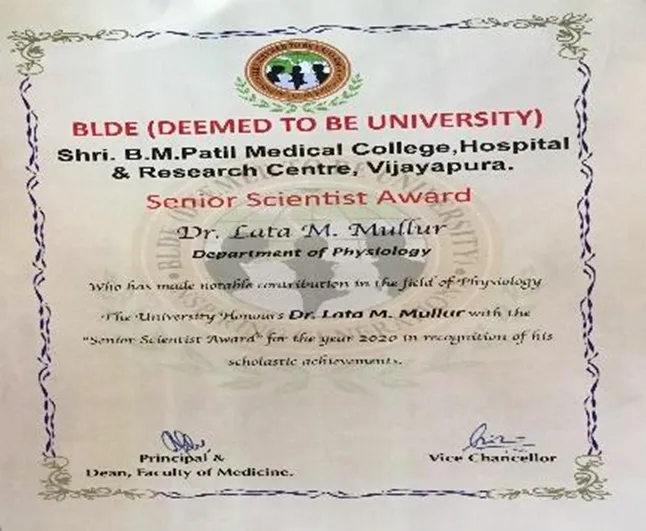 BLDE (DEEMED TO BE UNIVERSITY)
Shri. B.M.Patil Medical College,Hospital
& Research Centre, Vijayapura.
Senior Scientist Award
Dr. Lata M. Mullur
Department of Physiology
Who has made notable contribution in the field of Physiology
The University Honours Dr. Lata M. Mullur with the
"Senior Scientist Award" for the year 2020 in recognition of his
scholastic achievements.
Principal &
Dean, Faculty of Medicine.
Vice Chancellor